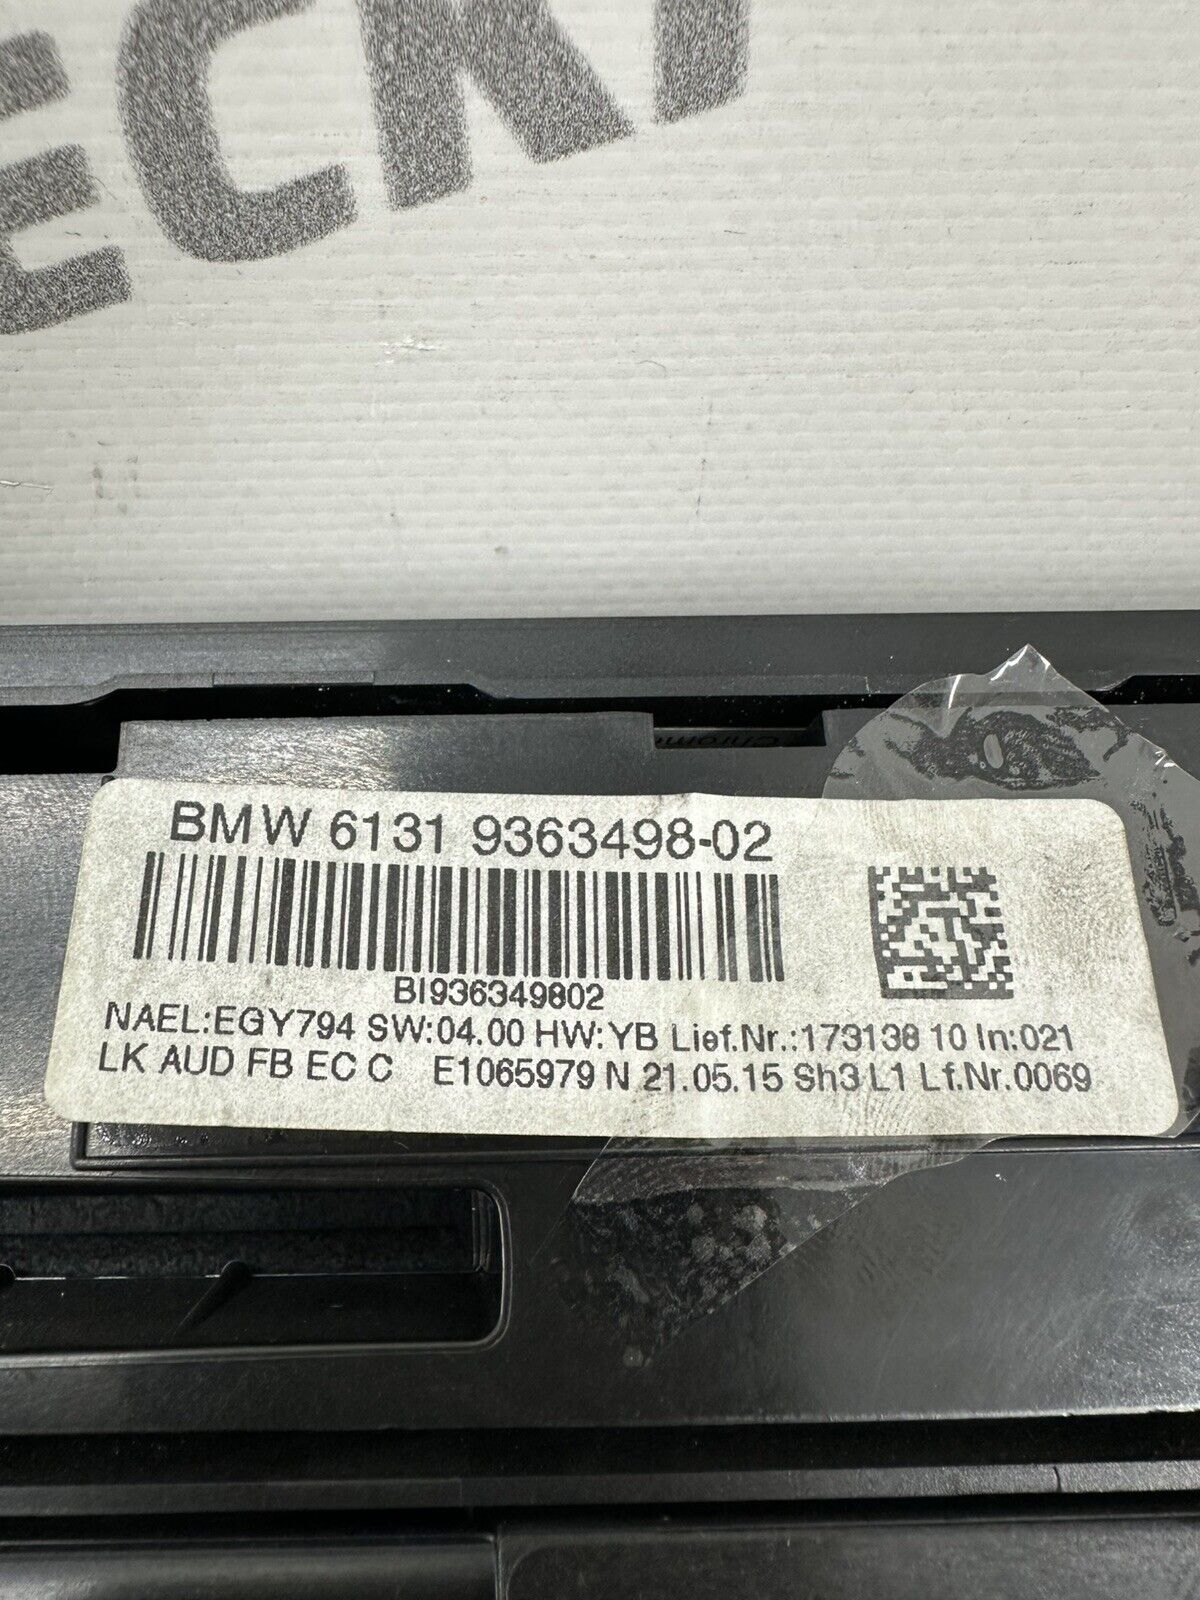 ECK
BMW 6131 9363498-02
BI936349802
NAEL:EGY794 SW:04.00 HW:YB Lief.Nr.:173138 10 In:021
LK AUD FB EC C E1065979 N 21.05.15 Sh3 L1 Lf.Nr.0069